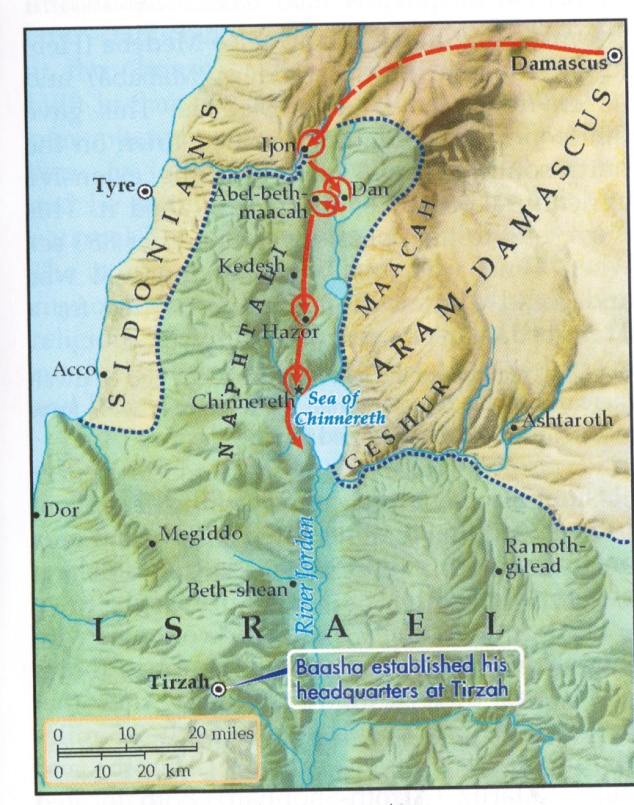 Damascus
Ijon
Tyre
Abel-beth-
maacah
Dan
SIDONIANS
MAACAH
ARAM-DAMASCUS
Kedesh
NAPHTALI
Hazor
Acco
Chinnereth
Sea of
Chinnereth
GESHUR
Ashtaroth
Dor
Megiddo
Ramoth-
gilead
Beth-shean
River Jordan
ISRAEL
Tirzah
Baasha established his
headquarters at Tirzah
0 10 20 miles
0 10 20 km